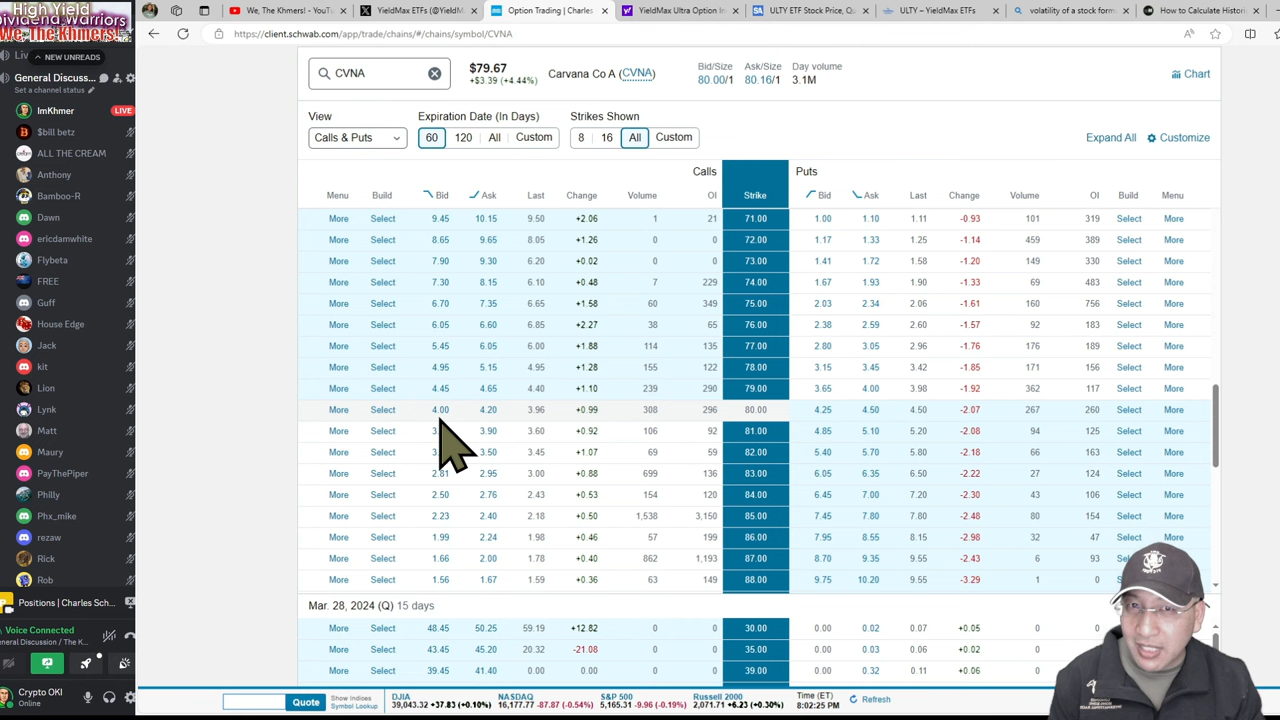 High Yield
Dividend Warriors
We The Khmers!
We, The Khmers! - YouT
YieldMax ETFs (@YieldM
Option Trading | Charles
YieldMax Ultra Option In
ULTY ETF Stock Price, Qu
ULTY – YieldMax ETFs
volatility of a stock form
How to Calculate Histori
https://client.schwab.com/app/trade/chains/#/chains/symbol/CVNA
Live
NEW UNREADS
General Discuss...
Set a channel status
ImKhmer LIVE
$bill betz
ALL THE CREAM
Anthony
Bamboo-R
Dawn
ericdamwhite
Flybeta
FREE
Guff
House Edge
Jack
kit
Lion
Lynk
Matt
Maury
PayThePiper
Philly
Phx_mike
rezaw
Rick
Rob
Positions | Charles Sch...
Voice Connected
General Discussion / The K...
Crypto OKI
Online
CVNA
$79.67
+$3.39 (+4.44%)
Carvana Co A (CVNA)
Bid/Size
80.00/1
Ask/Size
80.16/1
Day volume
3.1M
Chart
View
Calls & Puts
Expiration Date (In Days)
60 120 All Custom
Strikes Shown
8 16 All Custom
Expand All
Customize
Calls
Puts
Menu Build Bid Ask Last Change Volume OI Strike Bid Ask Last Change Volume OI Build Menu
More Select 9.45 10.15 9.50 +2.06 1 21 71.00 1.00 1.10 1.11 -0.93 101 319 Select More
More Select 8.65 9.65 8.05 +1.26 0 0 72.00 1.17 1.33 1.25 -1.14 459 389 Select More
More Select 7.90 9.30 6.20 +0.02 0 0 73.00 1.41 1.72 1.58 -1.20 149 330 Select More
More Select 7.30 8.15 6.10 +0.48 7 229 74.00 1.67 1.93 1.90 -1.33 69 483 Select More
More Select 6.70 7.35 6.65 +1.58 60 349 75.00 2.03 2.34 2.06 -1.61 160 756 Select More
More Select 6.05 6.60 6.85 +2.27 38 65 76.00 2.38 2.59 2.60 -1.57 92 183 Select More
More Select 5.45 6.05 6.00 +1.88 114 135 77.00 2.80 3.05 2.96 -1.76 176 189 Select More
More Select 4.95 5.15 4.95 +1.28 155 122 78.00 3.15 3.45 3.42 -1.85 171 156 Select More
More Select 4.45 4.65 4.40 +1.10 239 290 79.00 3.65 4.00 3.98 -1.92 362 117 Select More
More Select 4.00 4.20 3.96 +0.99 308 296 80.00 4.25 4.50 4.50 -2.07 267 260 Select More
More Select 3.90 3.60 +0.92 106 92 81.00 4.85 5.10 5.20 -2.08 94 125 Select More
More Select 3.50 3.45 +1.07 69 59 82.00 5.40 5.70 5.80 -2.18 66 163 Select More
More Select 2.81 2.95 3.00 +0.88 699 136 83.00 6.05 6.35 6.50 -2.22 27 124 Select More
More Select 2.50 2.76 2.43 +0.53 154 120 84.00 6.45 7.00 7.20 -2.30 43 106 Select More
More Select 2.23 2.40 2.18 +0.50 1,538 3,150 85.00 7.45 7.80 7.80 -2.48 80 154 Select More
More Select 1.99 2.24 1.98 +0.46 57 199 86.00 7.95 8.55 8.15 -2.98 32 47 Select More
More Select 1.66 2.00 1.78 +0.40 862 1,193 87.00 8.70 9.35 9.55 -2.43 6 93 Select More
More Select 1.56 1.67 1.59 +0.36 63 149 88.00 9.75 10.20 9.55 -3.29 1 0 More
Mar. 28, 2024 (Q) 15 days
More Select 48.45 50.25 59.19 +12.82 0 0 30.00 0.00 0.02 0.07 +0.05 0
More Select 43.45 45.20 20.32 -21.08 0 0 35.00 0.00 0.03 0.06 +0.02 0
More Select 39.45 41.40 0.00 0.00 0 0 39.00 0.00 0.32 0.11 +0.06 0
Quote
Show Indices
Symbol Lookup
DJIA
39,043.32 +37.83 (+0.10%)
NASDAQ
16,177.77 -87.87 (-0.54%)
S&P 500
5,165.31 -9.96 (-0.19%)
Russell 2000
2,071.71 +6.23 (+0.30%)
Time (ET)
8:02:25 PM
Refresh